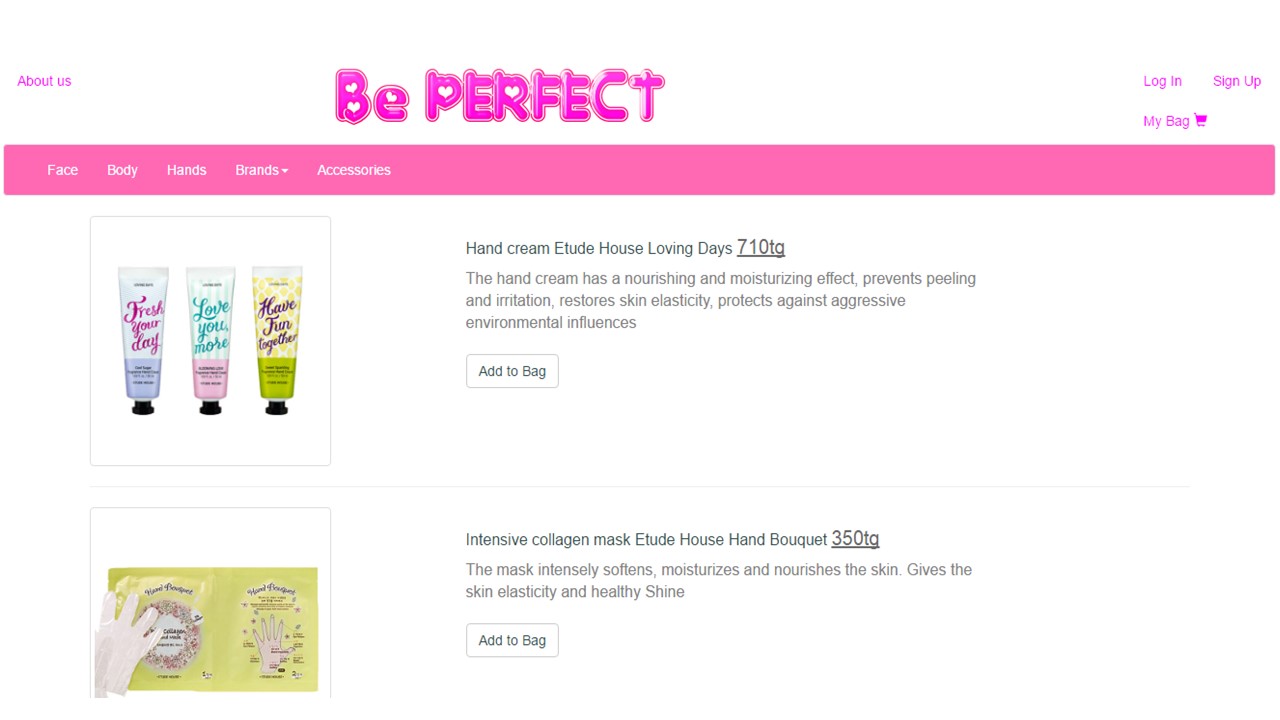 About us
Be PERFECT
Log In
Sign Up
My Bag
Face
Body
Hands
Brands
Accessories
Fresh
your
day
Love
you,
more
Have
Fun
together
Hand cream Etude House Loving Days 710tg
The hand cream has a nourishing and moisturizing effect, prevents peeling
and irritation, restores skin elasticity, protects against aggressive
environmental influences
Add to Bag
Hand Bouquet
Collagen
Hand Bouquet
Intensive collagen mask Etude House Hand Bouquet 350tg
The mask intensely softens, moisturizes and nourishes the skin. Gives the
skin elasticity and healthy Shine
Add to Bag